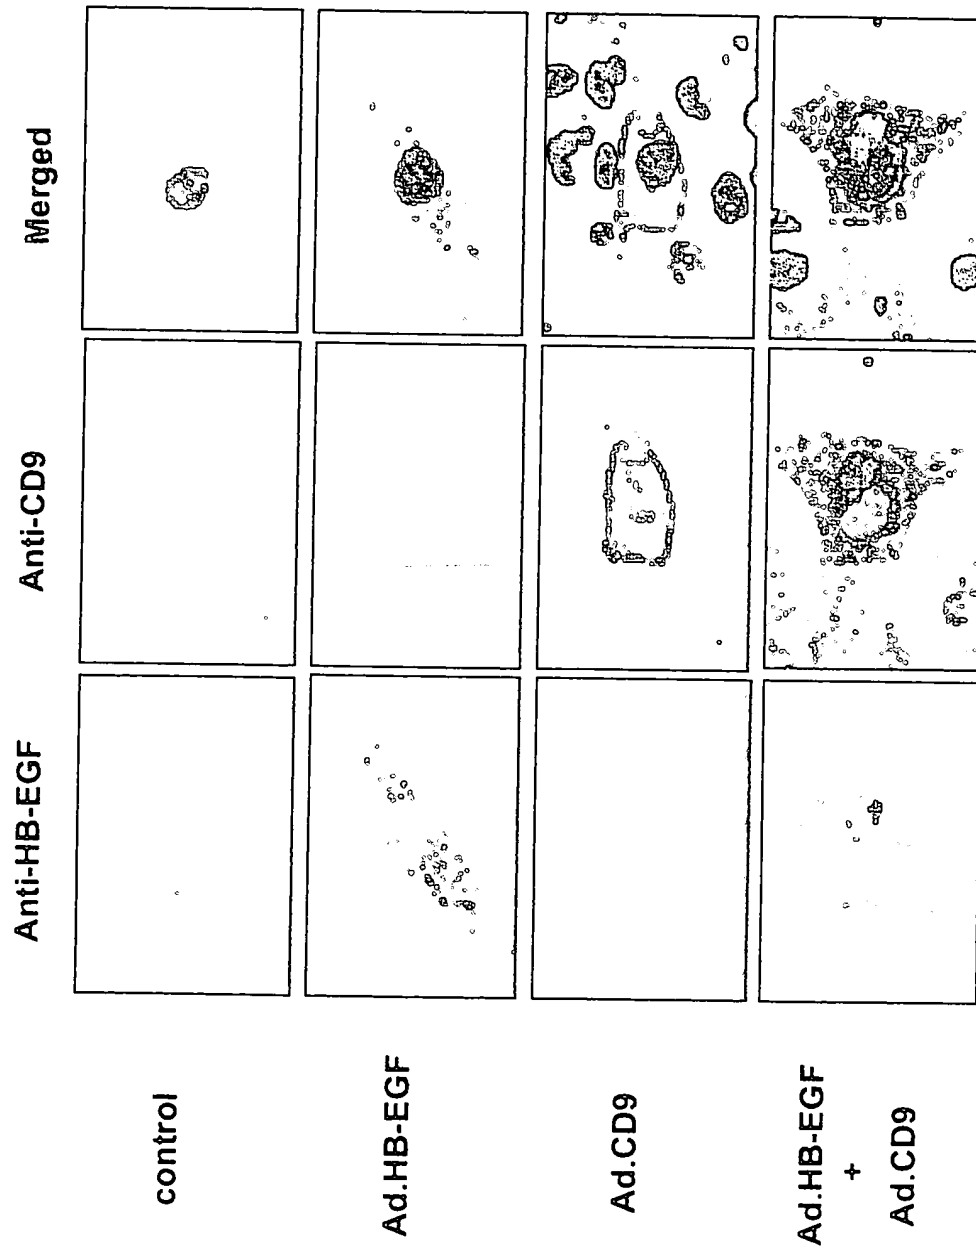 Anti-HB-EGF
Anti-CD9
Merged
control
Ad.HB-EGF
Ad.CD9
Ad.HB-EGF
+
Ad.CD9